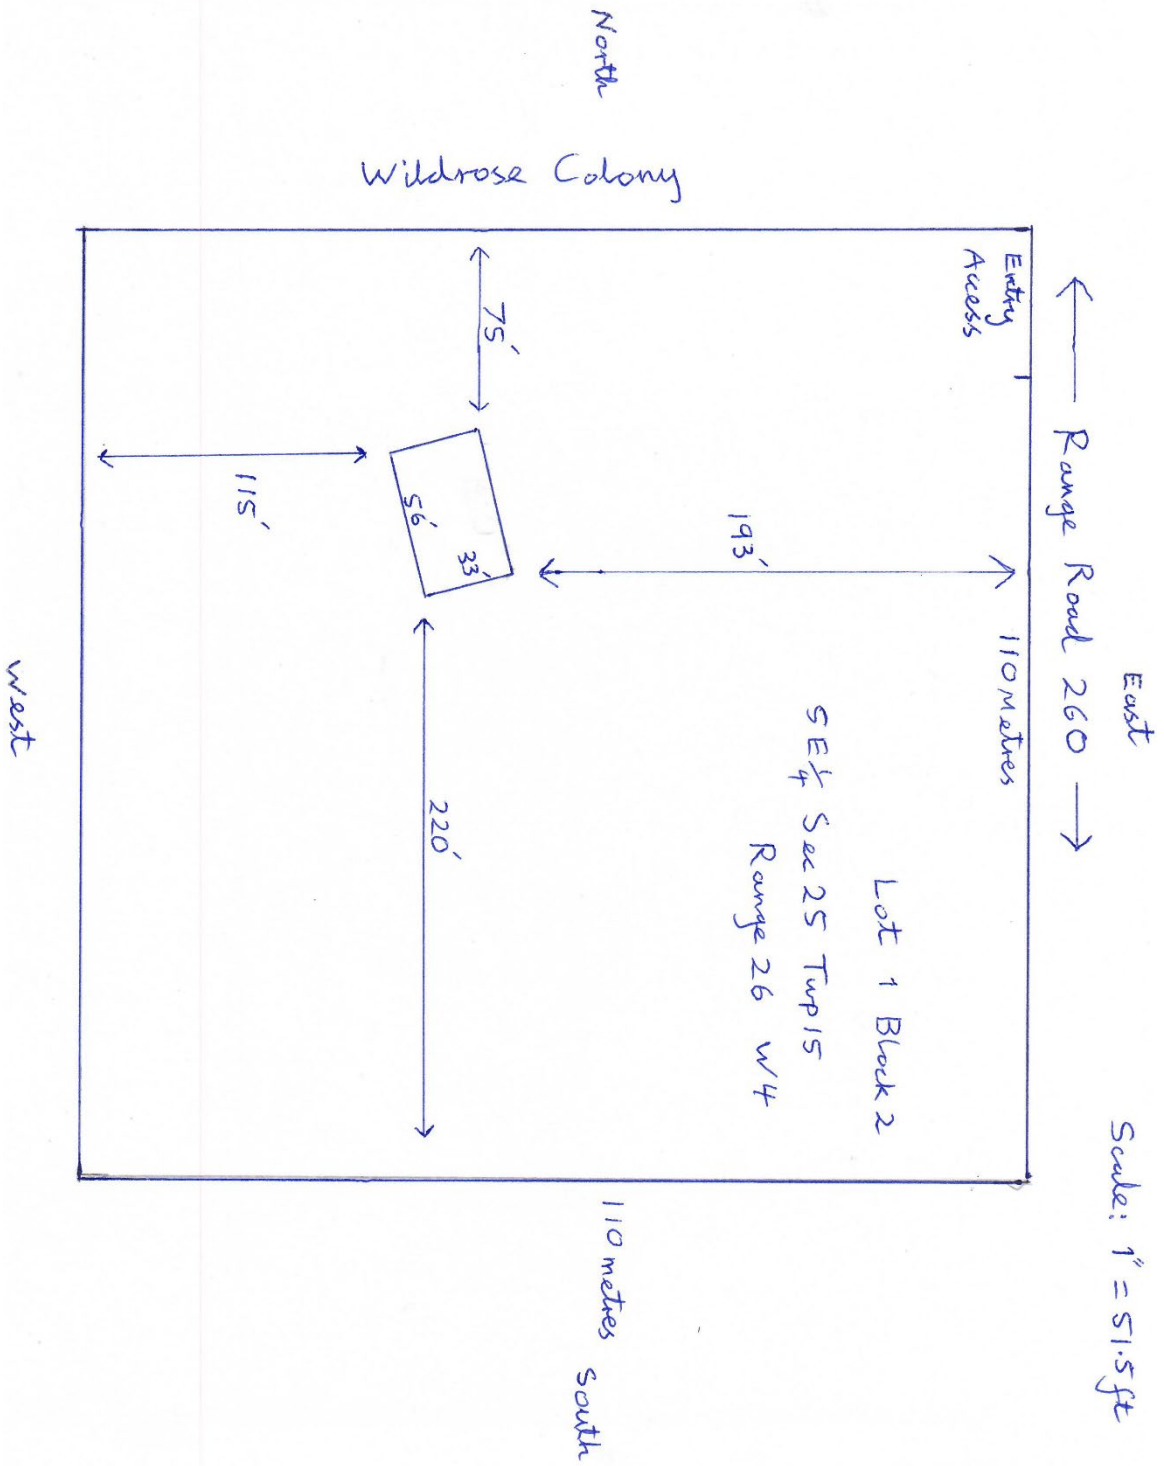 North
Wildrose Colony
Entry
Access
← Range Road 260 →
East
Scale: 1" = 51.5 ft
75'
115'
56'
33'
193'
110 Metres
SE 1/4 Sec 25 Twp 15
Range 26 W4
Lot 1 Block 2
220'
West
110 metres
South